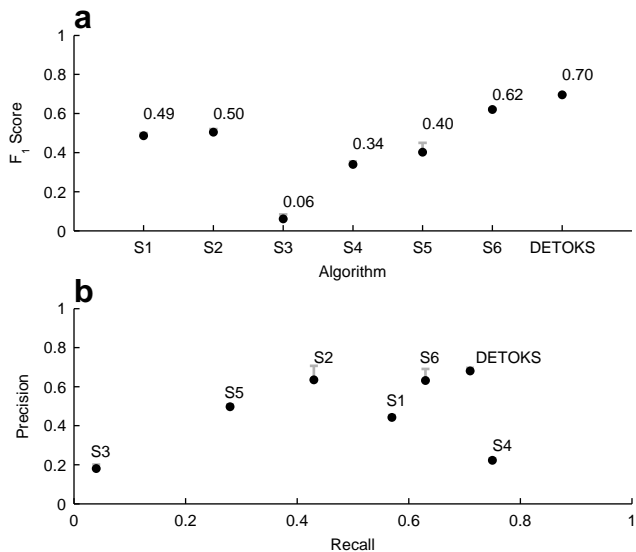 a
1
0.8
0.6
0.4
0.2
0
F1 Score
0.49
0.50
0.06
0.34
0.40
0.62
0.70
S1 S2 S3 S4 S5 S6 DETOKS
Algorithm
b
1
0.8
0.6
0.4
0.2
0
Precision
S3
S5
S2
S1
S6
DETOKS
S4
0 0.2 0.4 0.6 0.8 1
Recall